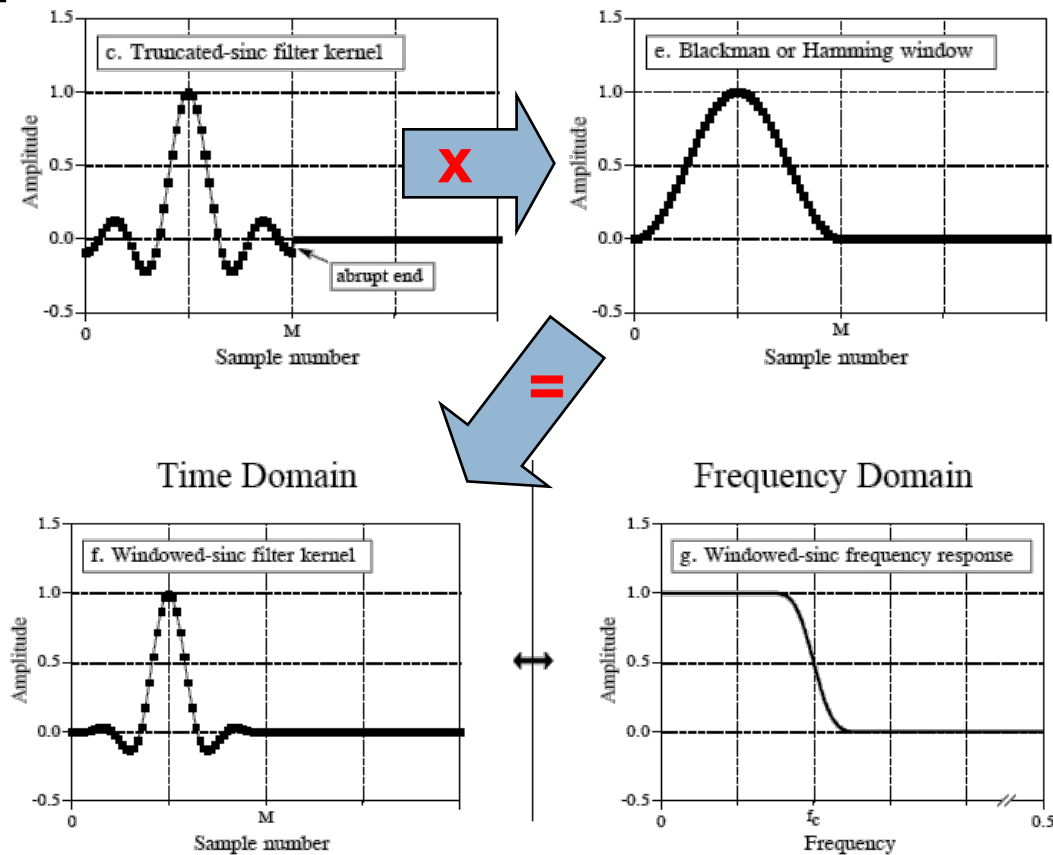 c. Truncated-sinc filter kernel
1.5
1.0
0.5
0.0
-0.5
Amplitude
abrupt end
0
M
Sample number
X
e. Blackman or Hamming window
1.5
1.0
0.5
0.0
-0.5
Amplitude
0
M
Sample number
=
Time Domain
Frequency Domain
f. Windowed-sinc filter kernel
1.5
1.0
0.5
0.0
-0.5
Amplitude
0
M
Sample number
g. Windowed-sinc frequency response
1.5
1.0
0.5
0.0
-0.5
Amplitude
0
fc
0.5
Frequency